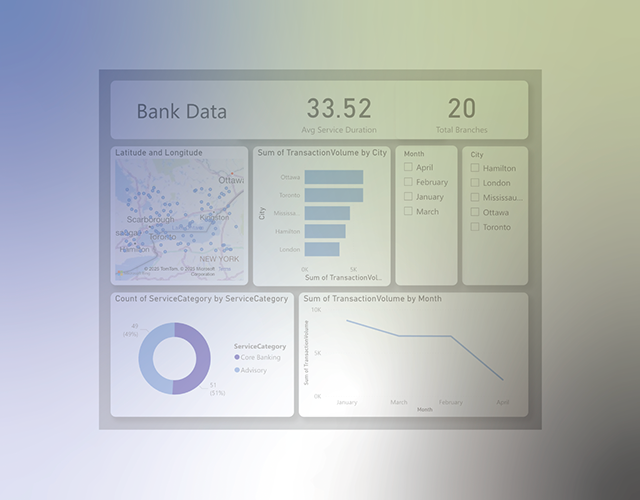 Bank Data
33.52
Avg Service Duration
20
Total Branches
Latitude and Longitude
Ottawa
Scarborough
Kingston
Toronto
Hamilton
NEW YORK
© 2026 TomTom, © 2026 Microsoft
Corporation
Sum of TransactionVolume by City
City
Ottawa
Toronto
Mississa...
Hamilton
London
0K
5K
Sum of TransactionVol...
Month
April
February
January
March
City
Hamilton
London
Mississau...
Ottawa
Toronto
Count of ServiceCategory by ServiceCategory
49
(49%)
51
(51%)
ServiceCategory
Core Banking
Advisory
Sum of TransactionVolume by Month
Sum of TransactionVolume
10K
5K
0K
January
March
February
April
Month